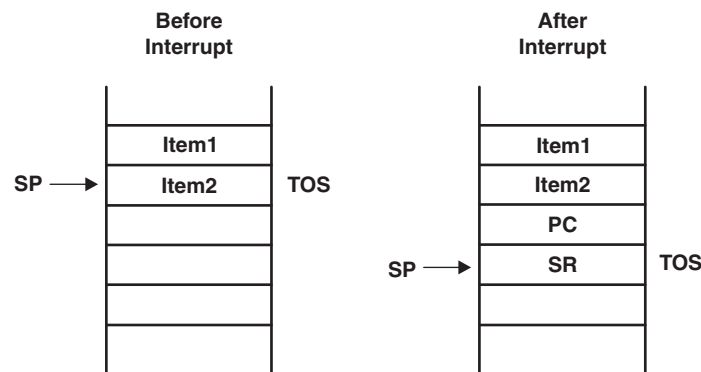 Before
Interrupt
Item1
SP
Item2
TOS
After
Interrupt
Item1
Item2
PC
SP
SR
TOS